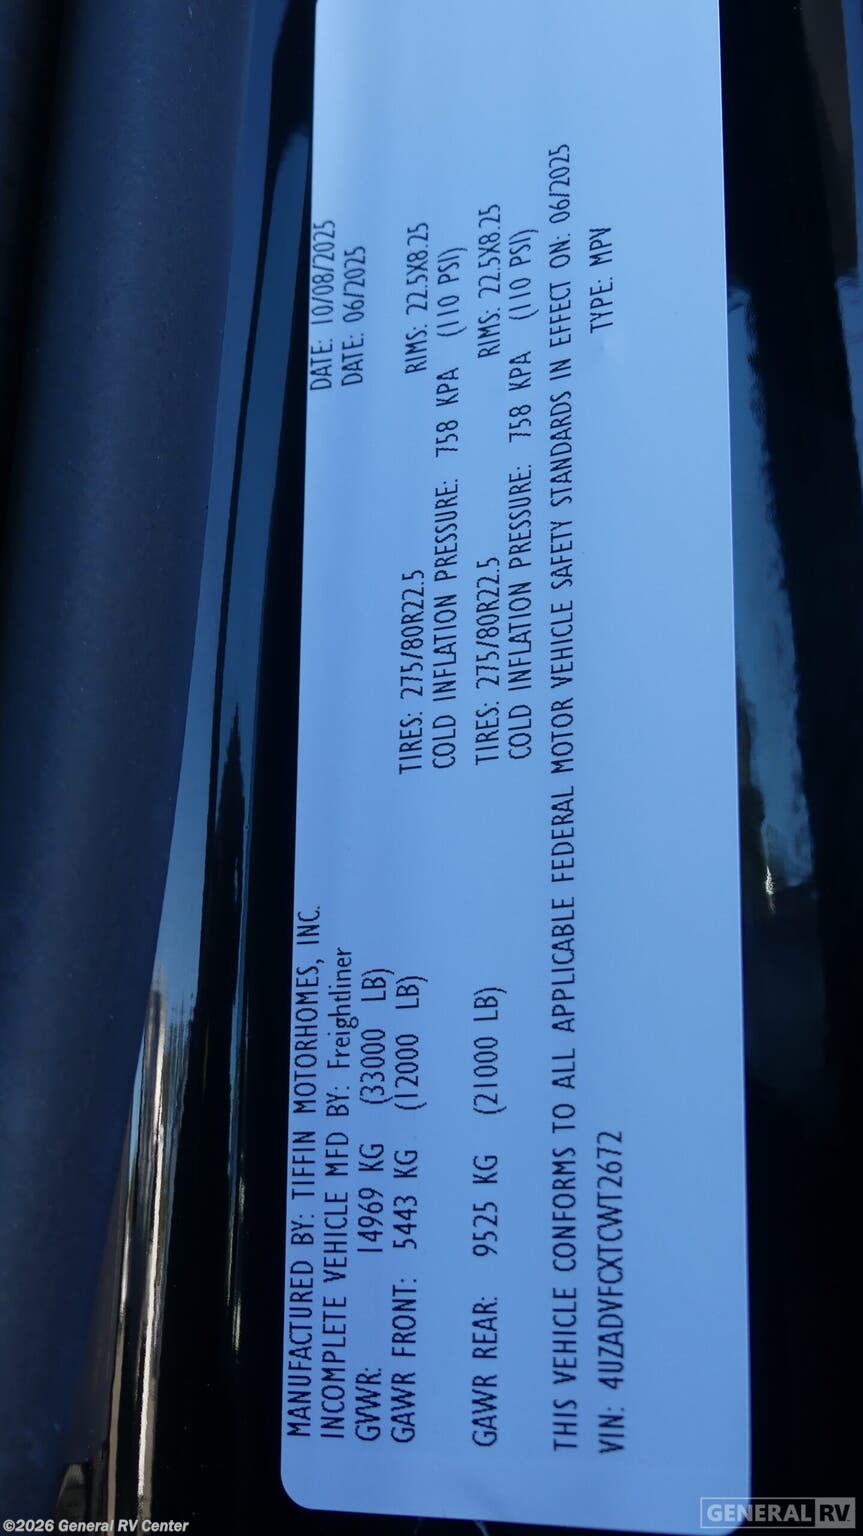 MANUFACTURED BY: TIFFIN MOTORHOMES, INC. DATE: 10/08/2025
INCOMPLETE VEHICLE MFD BY: Freightliner DATE: 06/2025
GVWR: 14969 KG (33000 LB)
GAWR FRONT: 5443 KG (12000 LB) TIRES: 275/80R22.5 RIMS: 22.5X8.25
COLD INFLATION PRESSURE: 758 KPA (110 PSI)
GAWR REAR: 9525 KG (21000 LB) TIRES: 275/80R22.5 RIMS: 22.5X8.25
COLD INFLATION PRESSURE: 758 KPA (110 PSI)
THIS VEHICLE CONFORMS TO ALL APPLICABLE FEDERAL MOTOR VEHICLE SAFETY STANDARDS IN EFFECT ON: 06/2025
VIN: 4UZADVFCXTCWT2672 TYPE: MPV
©2026 General RV Center
GENERAL RV